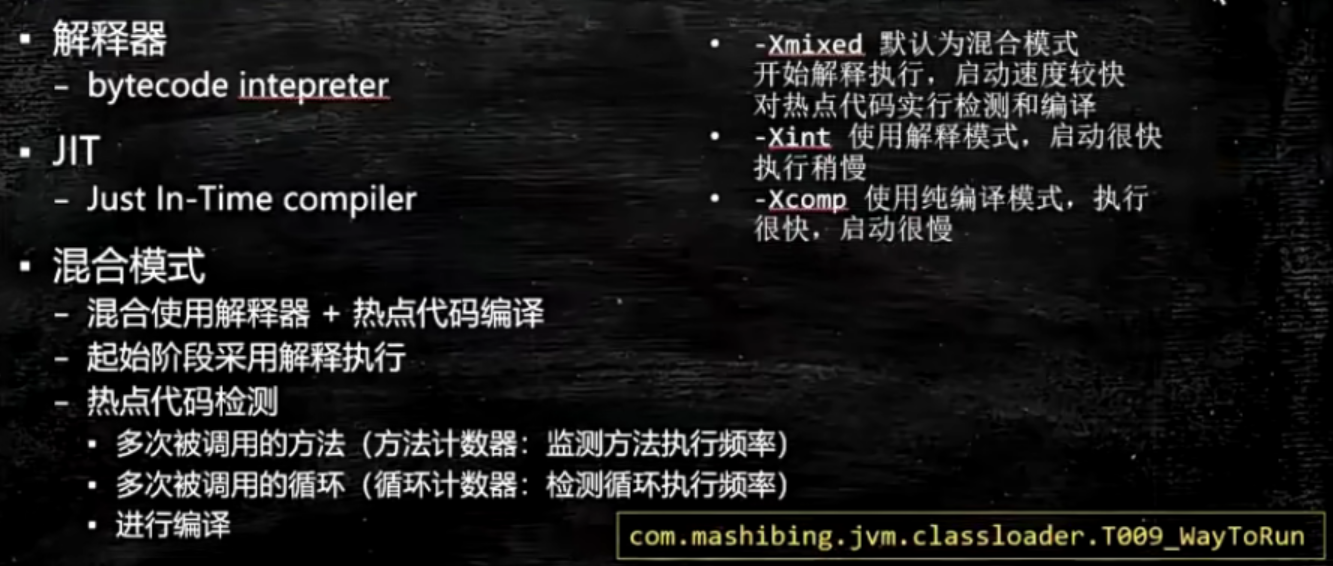 ▪ 解释器
– bytecode intepreter
▪ JIT
– Just In-Time compiler
▪ 混合模式
– 混合使用解释器 + 热点代码编译
– 起始阶段采用解释执行
– 热点代码检测
▪ 多次被调用的方法（方法计数器：监测方法执行频率）
▪ 多次被调用的循环（循环计数器：检测循环执行频率）
▪ 进行编译
• -Xmixed 默认为混合模式
开始解释执行，启动速度较快
对热点代码实行检测和编译
• -Xint 使用解释模式，启动很快
执行稍慢
• -Xcomp 使用纯编译模式，执行
很快，启动很慢
com.mashibing.jvm.classloader.T009_WayToRun